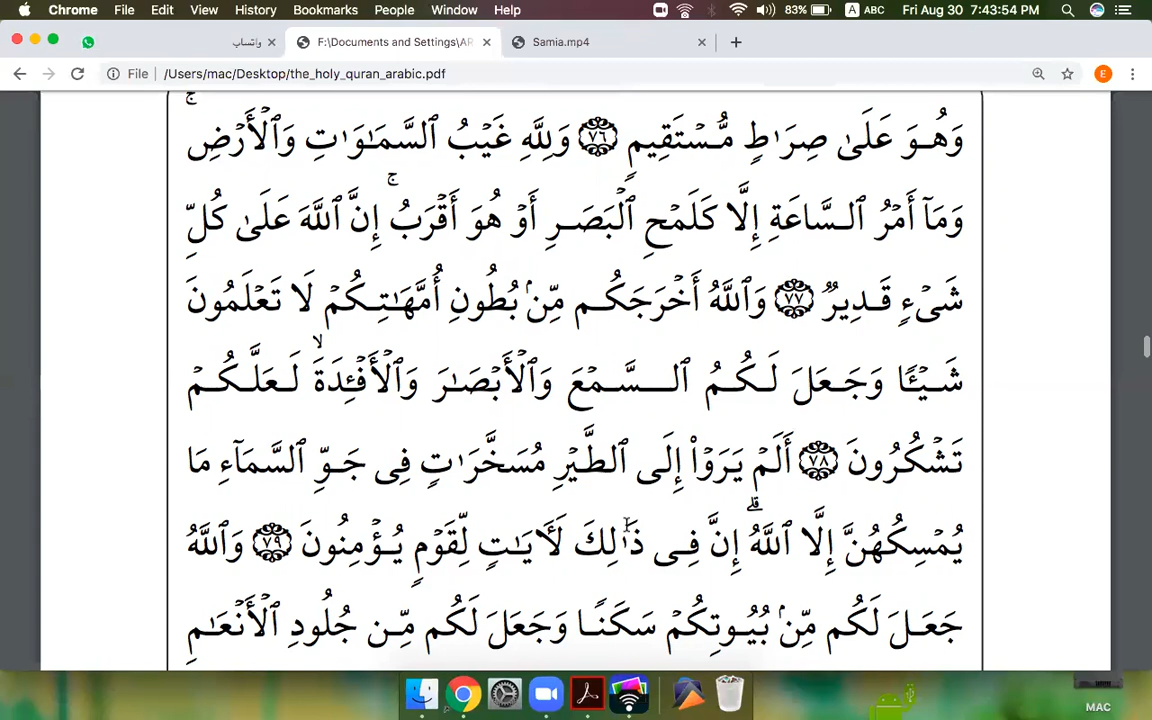 Chrome File Edit View History Bookmarks People Window Help 83% A ABC Fri Aug 30 7:43:54 PM
واتساب F:\Documents and Settings\AR Samia.mp4
File /Users/mac/Desktop/the_holy_quran_arabic.pdf E
وَهُوَ عَلَىٰ صِرَٰطٍ مُّسْتَقِيمٍ ٧٦ وَلِلَّهِ غَيْبُ ٱلسَّمَٰوَٰتِ وَٱلْأَرْضِ ۚ
وَمَآ أَمْرُ ٱلسَّاعَةِ إِلَّا كَلَمْحِ ٱلْبَصَرِ أَوْ هُوَ أَقْرَبُ ۚ إِنَّ ٱللَّهَ عَلَىٰ كُلِّ
شَىْءٍ قَدِيرٌ ٧٧ وَٱللَّهُ أَخْرَجَكُم مِّنۢ بُطُونِ أُمَّهَٰتِكُمْ لَا تَعْلَمُونَ
شَيْـًٔا وَجَعَلَ لَكُمُ ٱلسَّمْعَ وَٱلْأَبْصَٰرَ وَٱلْأَفْـِٔدَةَ ۙ لَعَلَّكُمْ
تَشْكُرُونَ ٧٨ أَلَمْ يَرَوْا۟ إِلَى ٱلطَّيْرِ مُسَخَّرَٰتٍ فِى جَوِّ ٱلسَّمَآءِ مَا
يُمْسِكُهُنَّ إِلَّا ٱللَّهُ ۗ إِنَّ فِى ذَٰلِكَ لَءَايَٰتٍ لِّقَوْمٍ يُؤْمِنُونَ ٧٩ وَٱللَّهُ
جَعَلَ لَكُم مِّنۢ بُيُوتِكُمْ سَكَنًا وَجَعَلَ لَكُم مِّن جُلُودِ ٱلْأَنْعَٰمِ
MAC